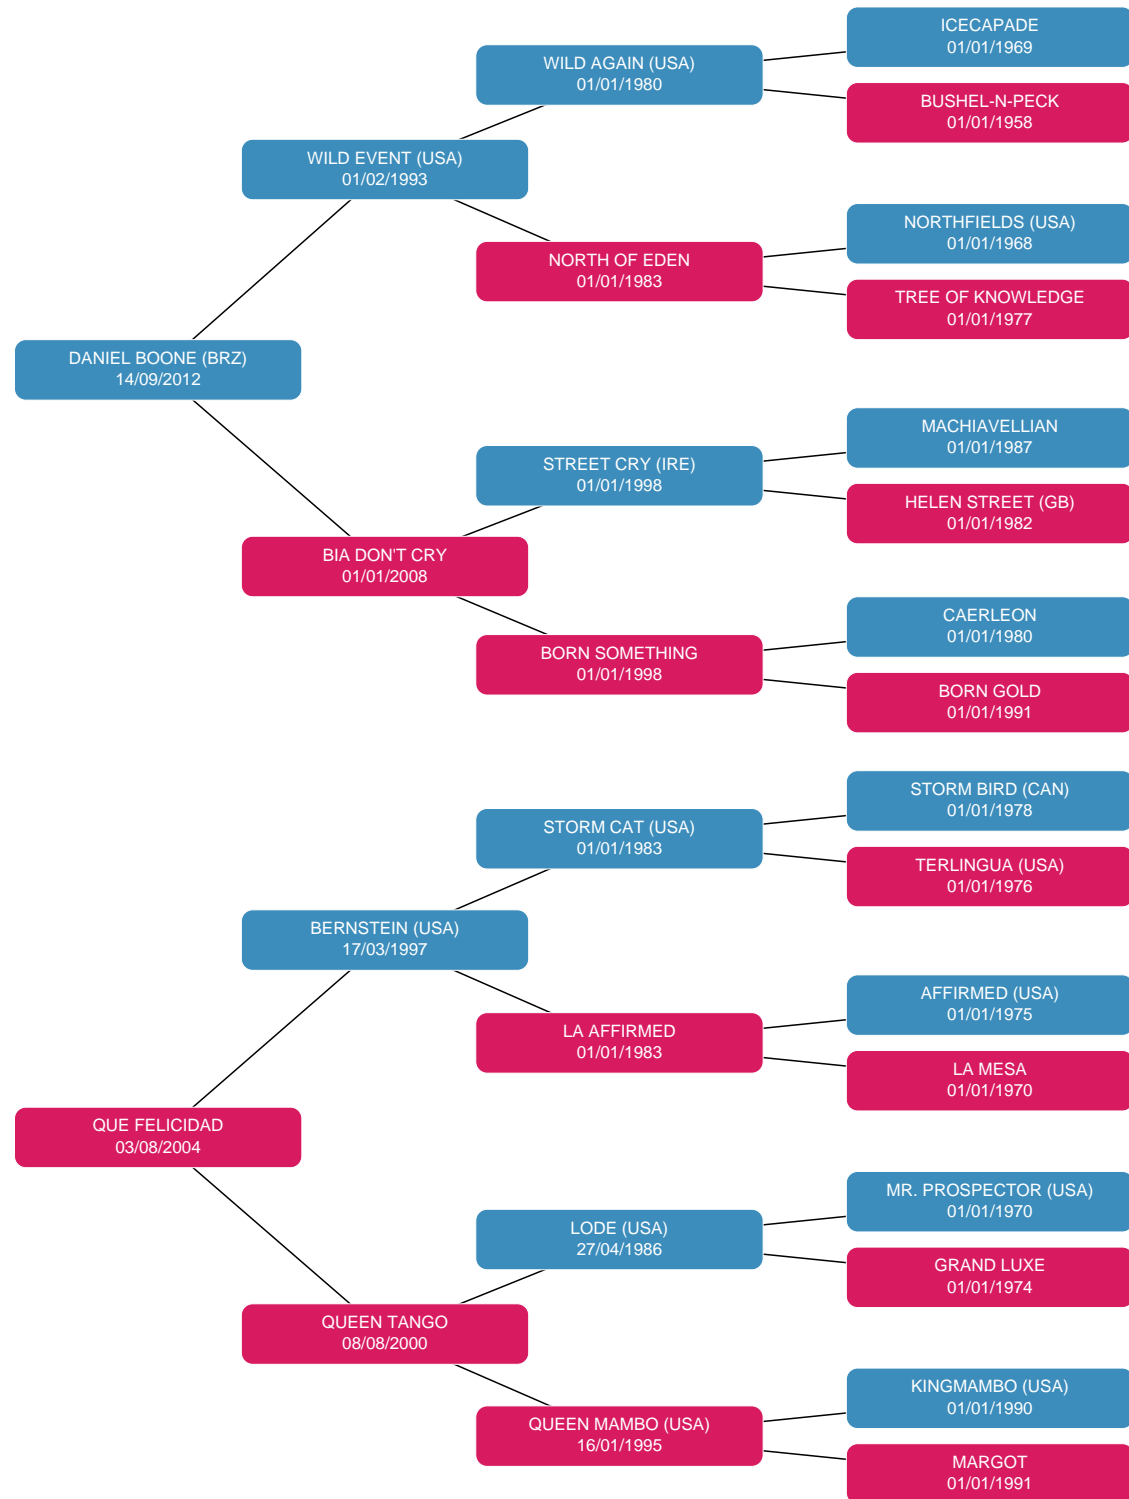 ICECAPADE
01/01/1969
WILD AGAIN (USA)
01/01/1980
BUSHEL-N-PECK
01/01/1958
WILD EVENT (USA)
01/02/1993
NORTHFIELDS (USA)
01/01/1968
NORTH OF EDEN
01/01/1983
TREE OF KNOWLEDGE
01/01/1977
DANIEL BOONE (BRZ)
14/09/2012
MACHIAVELLIAN
01/01/1987
STREET CRY (IRE)
01/01/1998
HELEN STREET (GB)
01/01/1982
BIA DON'T CRY
01/01/2008
CAERLEON
01/01/1980
BORN SOMETHING
01/01/1998
BORN GOLD
01/01/1991
STORM BIRD (CAN)
01/01/1978
STORM CAT (USA)
01/01/1983
TERLINGUA (USA)
01/01/1976
BERNSTEIN (USA)
17/03/1997
AFFIRMED (USA)
01/01/1975
LA AFFIRMED
01/01/1983
LA MESA
01/01/1970
QUE FELICIDAD
03/08/2004
MR. PROSPECTOR (USA)
01/01/1970
LODE (USA)
27/04/1986
GRAND LUXE
01/01/1974
QUEEN TANGO
08/08/2000
KINGMAMBO (USA)
01/01/1990
QUEEN MAMBO (USA)
16/01/1995
MARGOT
01/01/1991